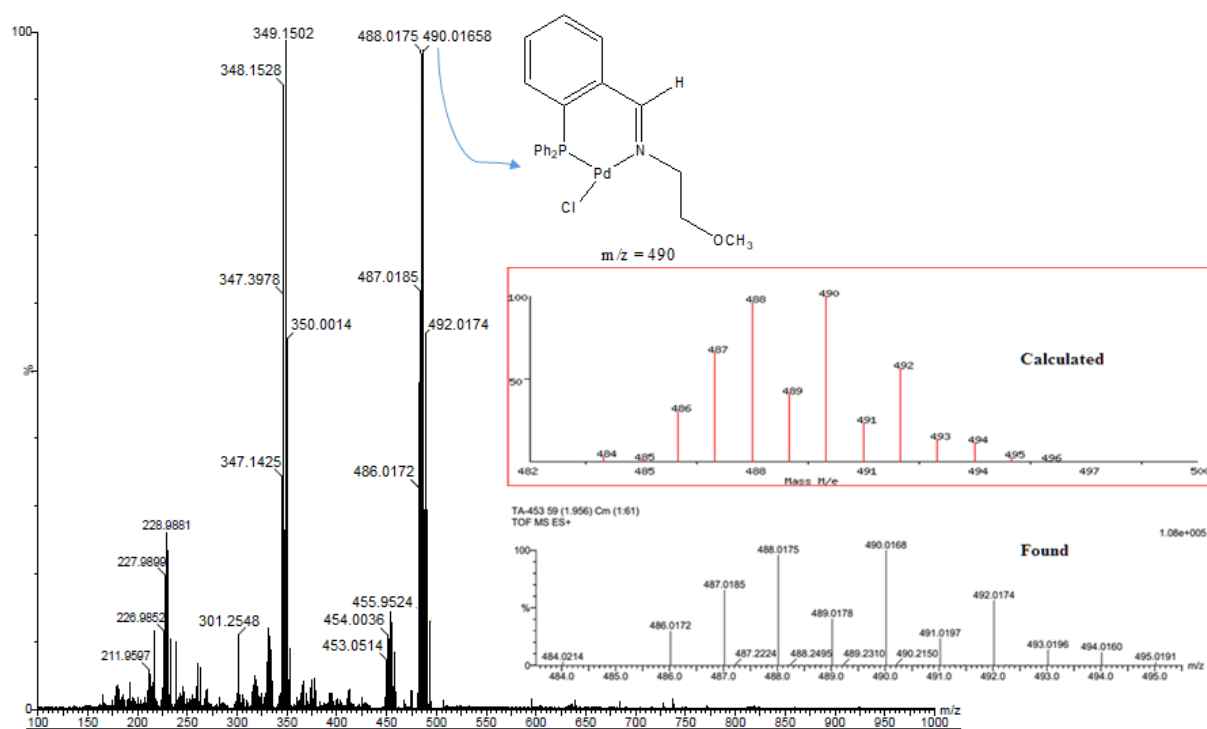 100
349.1502
488.0175 490.01658
348.1528
H
Ph₂P
N
Pd
Cl
OCH₃
m/z = 490
347.3978
487.0185
350.0014
492.0174
%
347.1425
486.0172
228.9881
227.9899
226.9852
211.9597
301.2548
455.9524
454.0036
453.0514
0
100 150 200 250 300 350 400 450 500 550 600 650 700 750 800 850 900 950 1000
m/z
100
50
484
485
486
487
488
489
490
491
492
493
494
495
496
Calculated
482 485 488 491 494 497 500
Mass M/e
TA-453 59 (1.956) Cm (1:61)
TOF MS ES+
1.08e+005
Found
100
%
0
484.0214
486.0172
487.0185
487.2224
488.0175
488.2495
489.0178
489.2310
490.0168
490.2150
491.0197
492.0174
493.0196
494.0160
495.0191
m/z
484.0 485.0 486.0 487.0 488.0 489.0 490.0 491.0 492.0 493.0 494.0 495.0